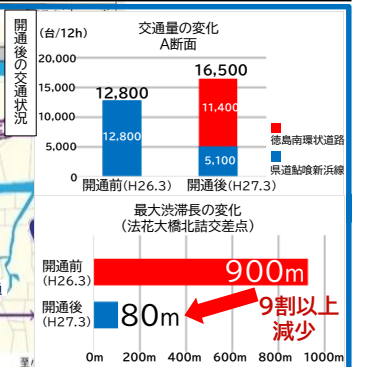 開通後の交通状況
交通量の変化
(台/12h)
A断面
20,000
15,000
10,000
5,000
0
12,800
16,500
12,800
11,400
5,100
開通前(H26.3)
開通後(H27.3)
徳島南環状道路
県道鮎喰新浜線
最大渋滞長の変化
(法花大橋北詰交差点)
開通前
(H26.3)
900m
開通後
(H27.3)
80m
9割以上
減少
0m 200m 400m 600m 800m 1000m